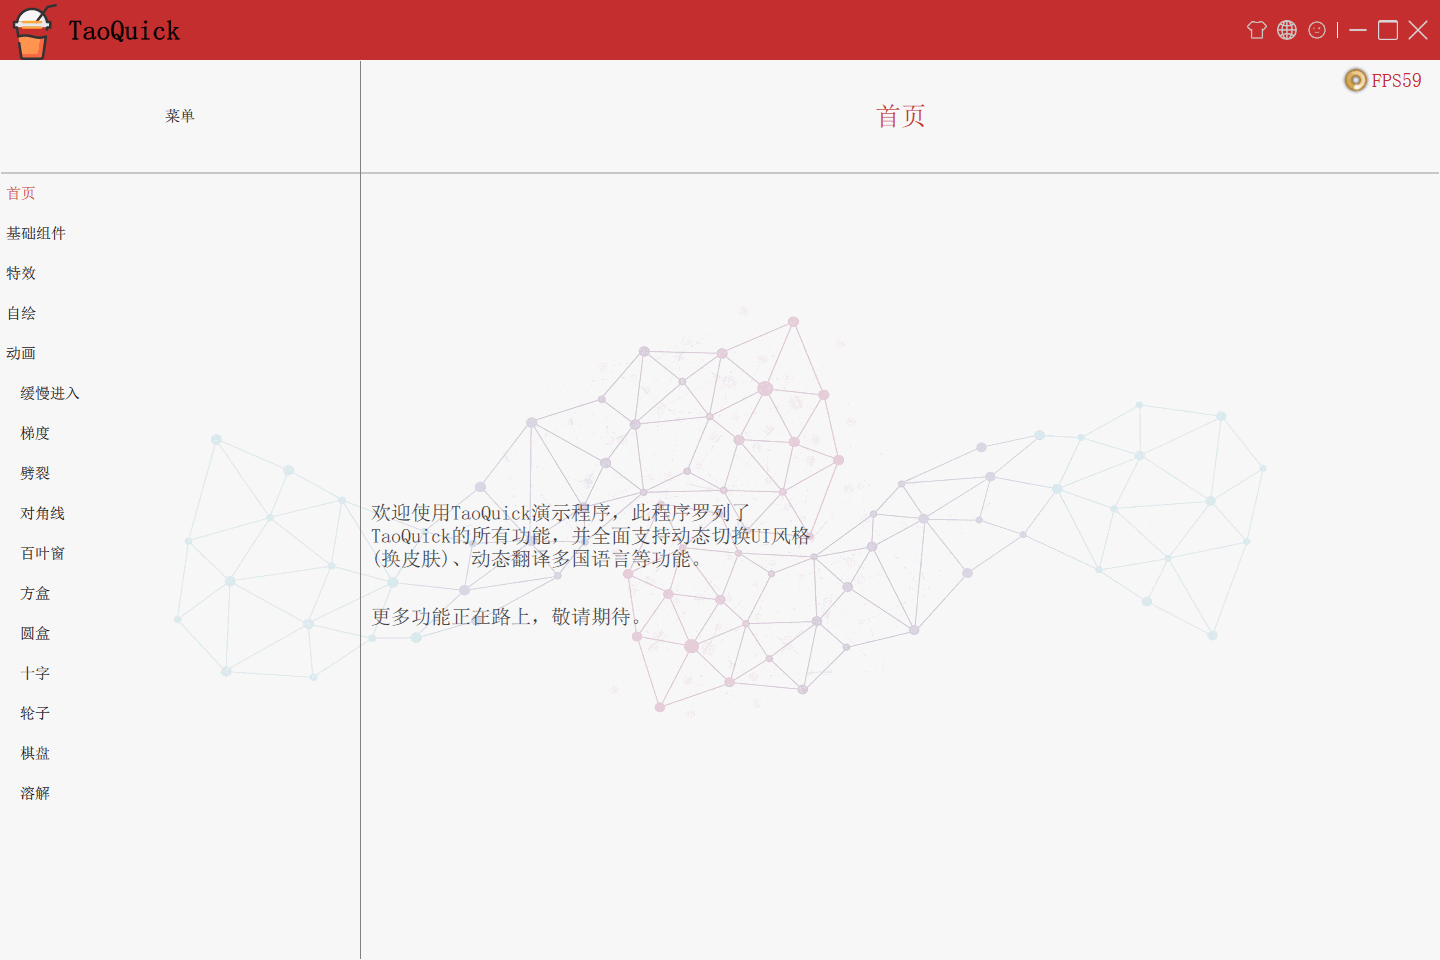 TaoQuick
FPS59
菜单
首页
首页
基础组件
特效
自绘
动画
缓慢进入
梯度
劈裂
对角线
百叶窗
方盒
圆盒
十字
轮子
棋盘
溶解
欢迎使用TaoQuick演示程序，此程序罗列了
TaoQuick的所有功能，并全面支持动态切换UI风格
(换皮肤)、动态翻译多国语言等功能。
更多功能正在路上，敬请期待。